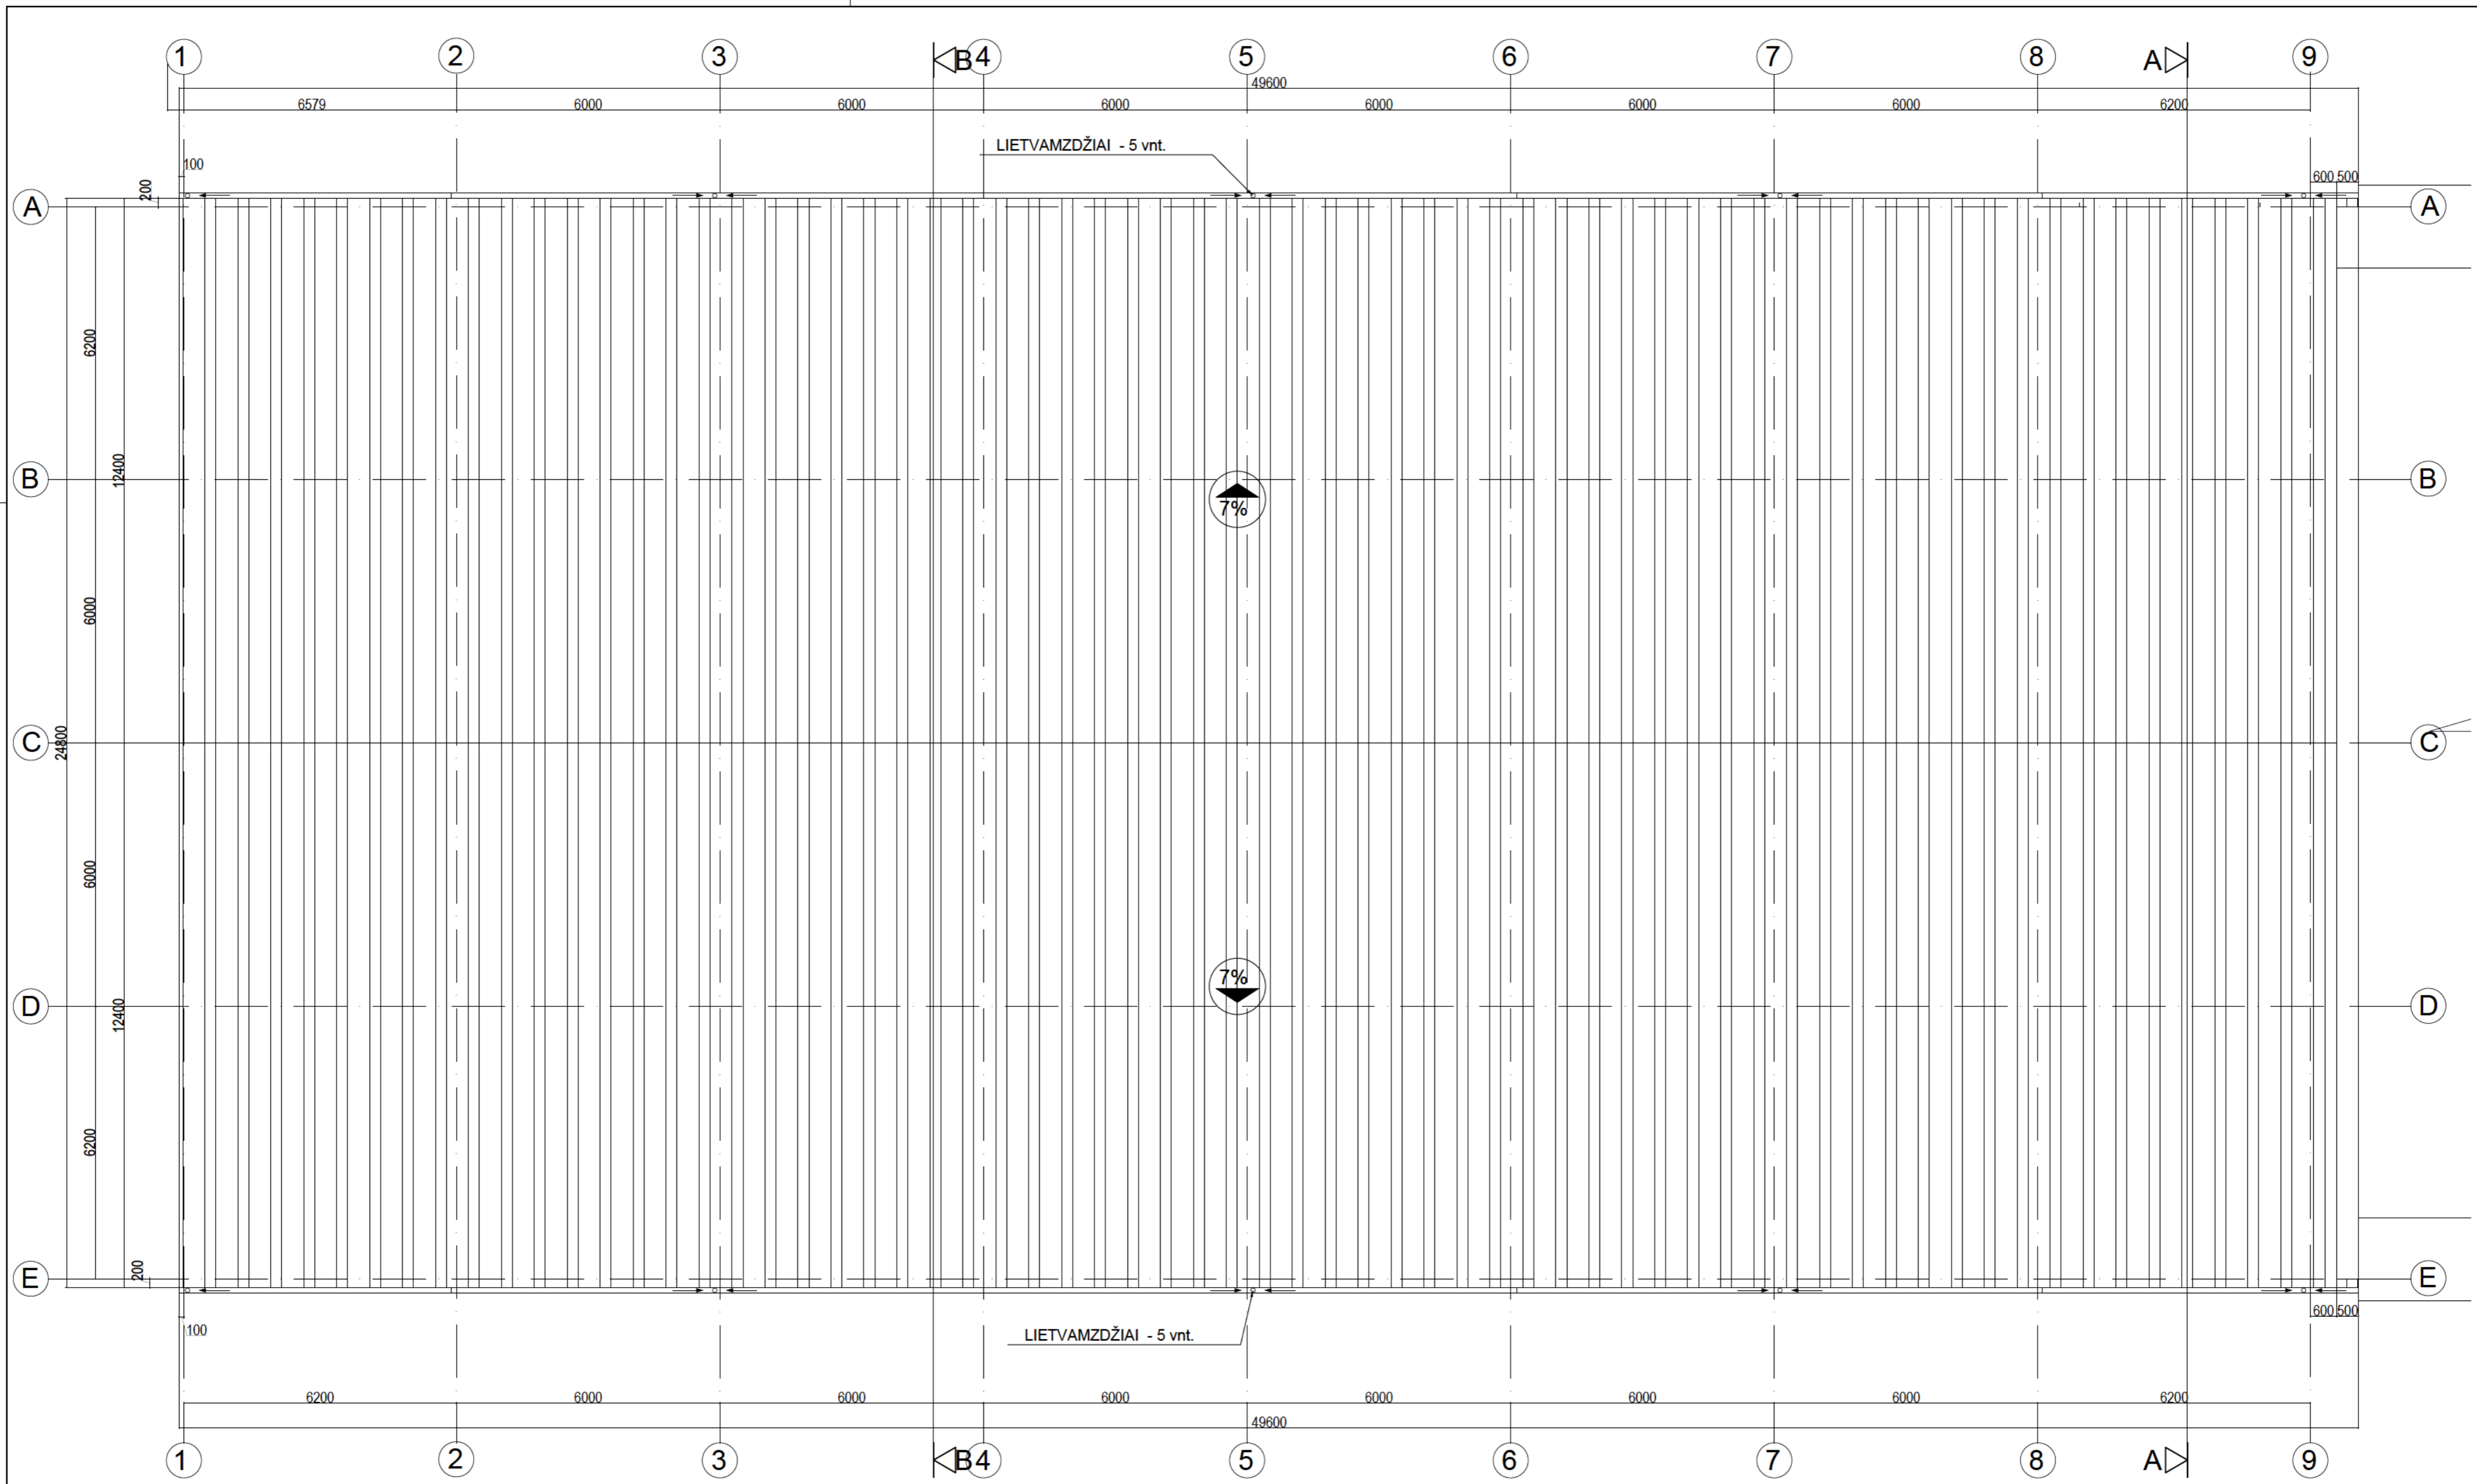 1 2 3 B 4 5 6 7 8 A 9
49600
6579 6000 6000 6000 6000 6000 6000 6200
LIETVAMZDŽIAI - 5 vnt.
100
200
600 500
A A
6200
12400
B B
7%
6000
C C
24800
6000
7%
D D
12400
6200
200
E E
600 500
100
LIETVAMZDŽIAI - 5 vnt.
6200 6000 6000 6000 6000 6000 6000 6200
49600
1 2 3 B 4 5 6 7 8 A 9